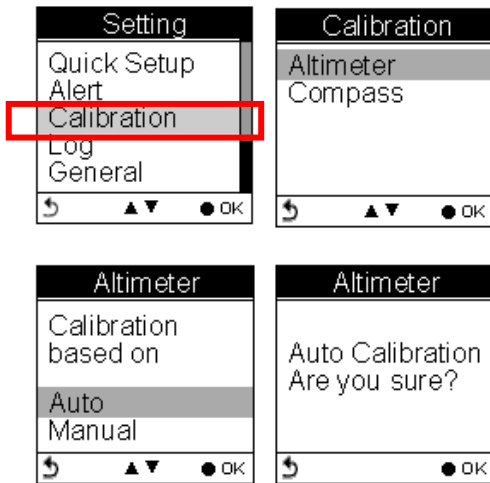 Setting
Quick Setup
Alert
Calibration
Log
General
OK
Calibration
Altimeter
Compass
OK
Altimeter
Calibration
based on
Auto
Manual
OK
Altimeter
Auto Calibration
Are you sure?
OK